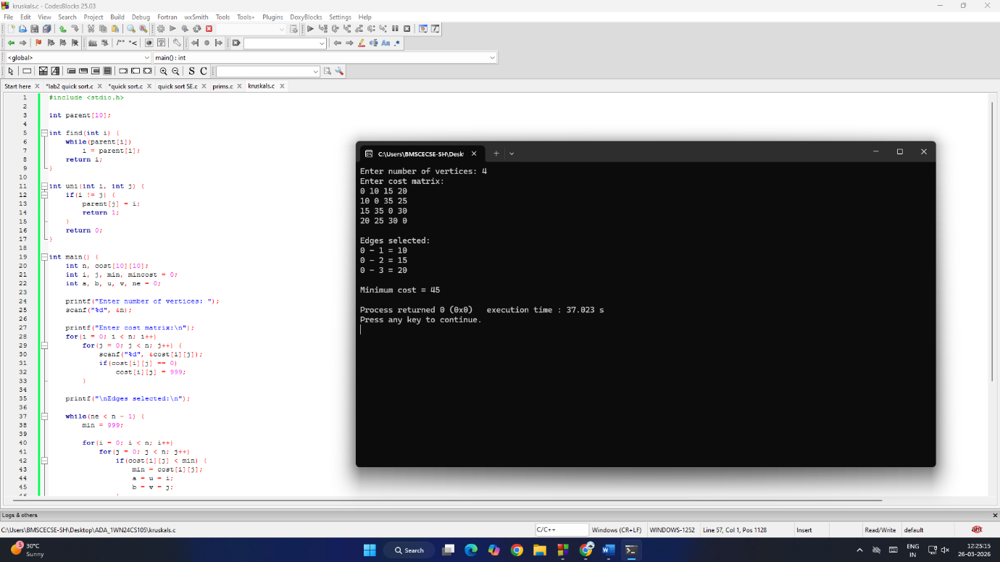 kruskals.c - Code::Blocks 25.03
File Edit View Search Project Build Debug Fortran wxSmith Tools Tools+ Plugins DoxyBlocks Settings Help
<global>
main() : int
S C
Start here *lab2 quick sort.c *quick sort.c quick sort SE.c prims.c kruskals.c
1 #include <stdio.h>
2
3 int parent[10];
4
5 int find(int i) {
6 while(parent[i])
7 i = parent[i];
8 return i;
9 }
10
11 int uni(int i, int j) {
12 if(i != j) {
13 parent[j] = i;
14 return 1;
15 }
16 return 0;
17 }
18
19 int main() {
20 int n, cost[10][10];
21 int i, j, min, mincost = 0;
22 int a, b, u, v, ne = 0;
23
24 printf("Enter number of vertices: ");
25 scanf("%d", &n);
26
27 printf("Enter cost matrix:\n");
28 for(i = 0; i < n; i++)
29 for(j = 0; j < n; j++) {
30 scanf("%d", &cost[i][j]);
31 if(cost[i][j] == 0)
32 cost[i][j] = 999;
33 }
34
35 printf("\nEdges selected:\n");
36
37 while(ne < n - 1) {
38 min = 999;
39
40 for(i = 0; i < n; i++)
41 for(j = 0; j < n; j++)
42 if(cost[i][j] < min) {
43 min = cost[i][j];
44 a = u = i;
45 b = v = j;
C:\Users\BMSCECSE-SH\Desk
Enter number of vertices: 4
Enter cost matrix:
0 10 15 20
10 0 35 25
15 35 0 30
20 25 30 0
Edges selected:
0 - 1 = 10
0 - 2 = 15
0 - 3 = 20
Minimum cost = 45
Process returned 0 (0x0) execution time : 37.023 s
Press any key to continue.
Logs & others
C:\Users\BMSCECSE-SH\Desktop\ADA_1WN24CS105\kruskals.c C/C++ Windows (CR+LF) WINDOWS-1252 Line 57, Col 1, Pos 1128 Insert Read/Write default
30°C
Sunny
Search
ENG
IN
12:25:15
26-03-2026